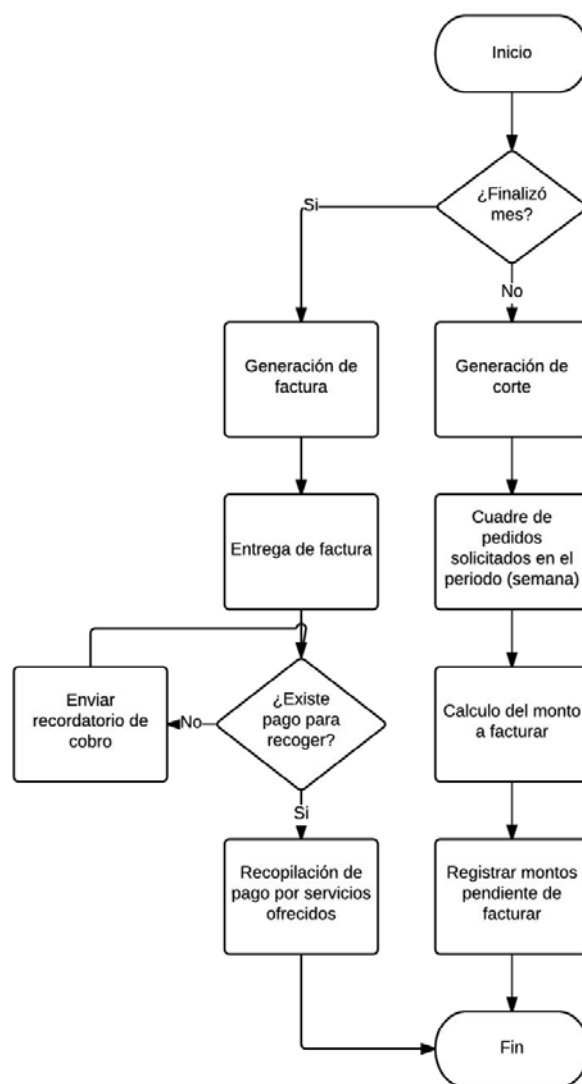 Inicio
¿Finalizó
mes?
Si
No
Generación de
factura
Generación de
corte
Entrega de factura
Cuadre de
pedidos
solicitados en el
periodo (semana)
Enviar
recordatorio de
cobro
No
¿Existe
pago para
recoger?
Calculo del monto
a facturar
Si
Recopilación de
pago por servicios
ofrecidos
Registrar montos
pendiente de
facturar
Fin